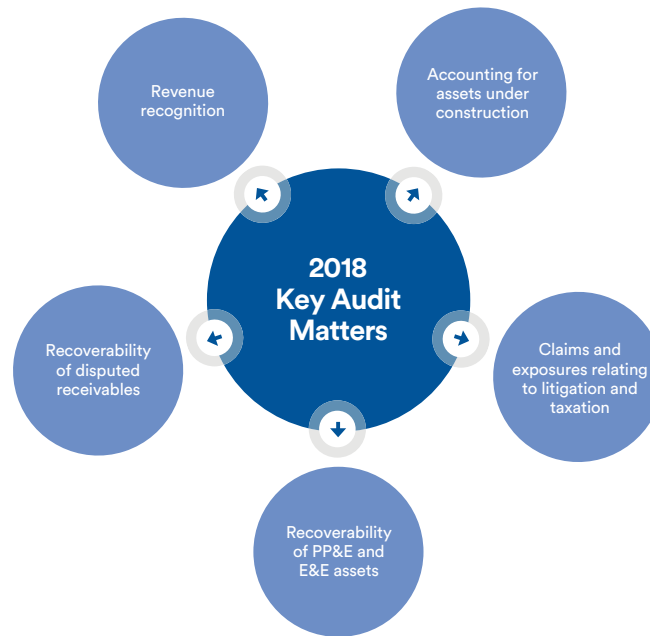 Revenue
recognition
Accounting for
assets under
construction
2018
Key Audit
Matters
Recoverability
of disputed
receivables
Claims and
exposures relating
to litigation and
taxation
Recoverability
of PP&E and
E&E assets